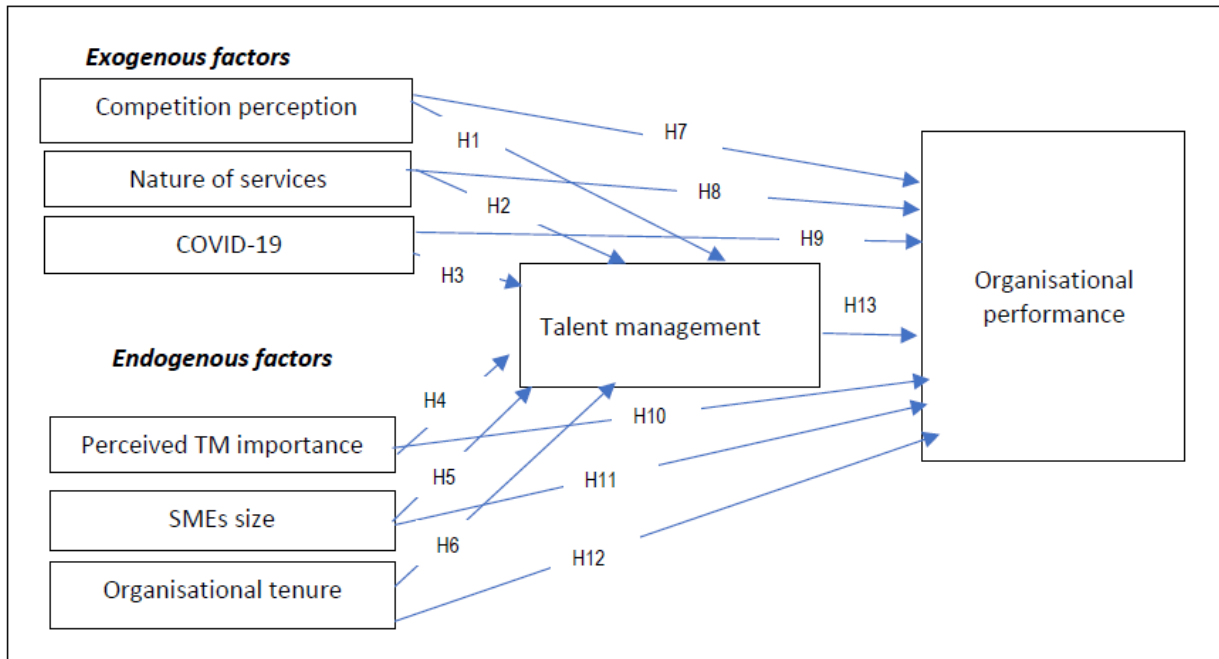 Exogenous factors
Competition perception
H7
H1
Nature of services
H8
H2
COVID-19
H9
H3
Organisational
performance
H13
Talent management
Endogenous factors
H4
H10
Perceived TM importance
H5
H11
SMEs size
H6
H12
Organisational tenure